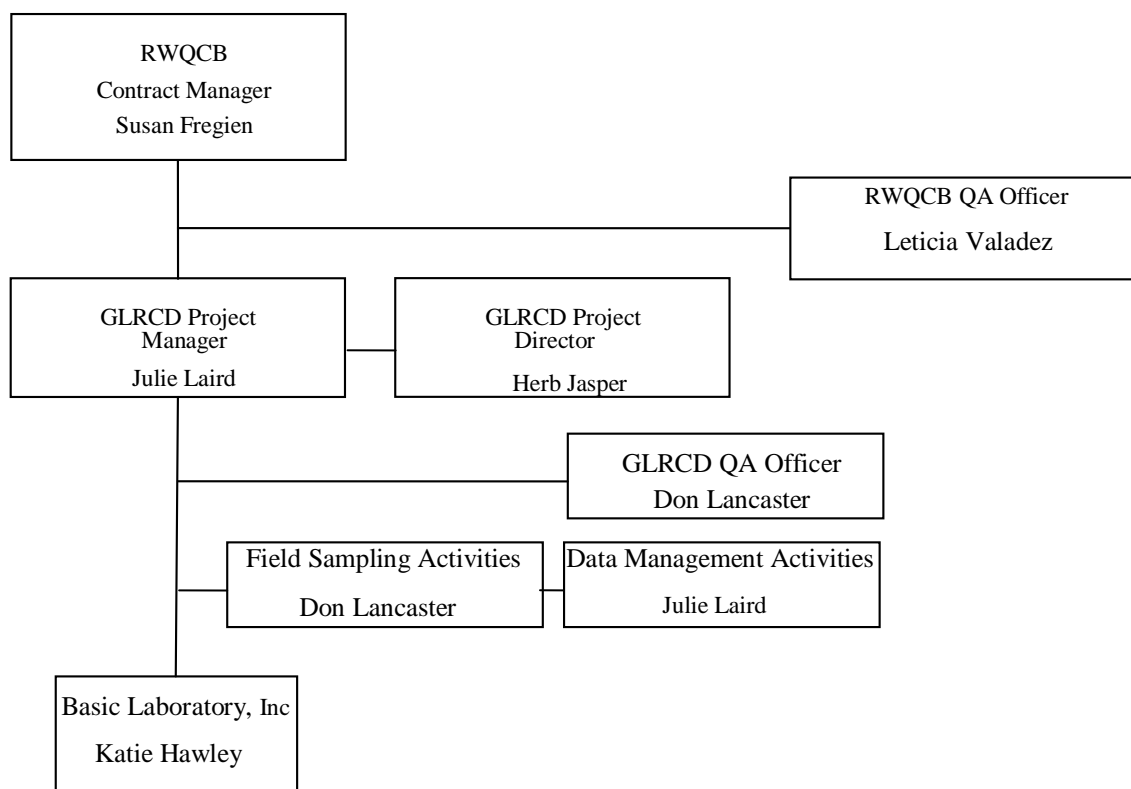 RWQCB
Contract Manager
Susan Fregien
RWQCB QA Officer
Leticia Valadez
GLRCD Project
Manager
Julie Laird
GLRCD Project
Director
Herb Jasper
GLRCD QA Officer
Don Lancaster
Field Sampling Activities
Don Lancaster
Data Management Activities
Julie Laird
Basic Laboratory, Inc
Katie Hawley